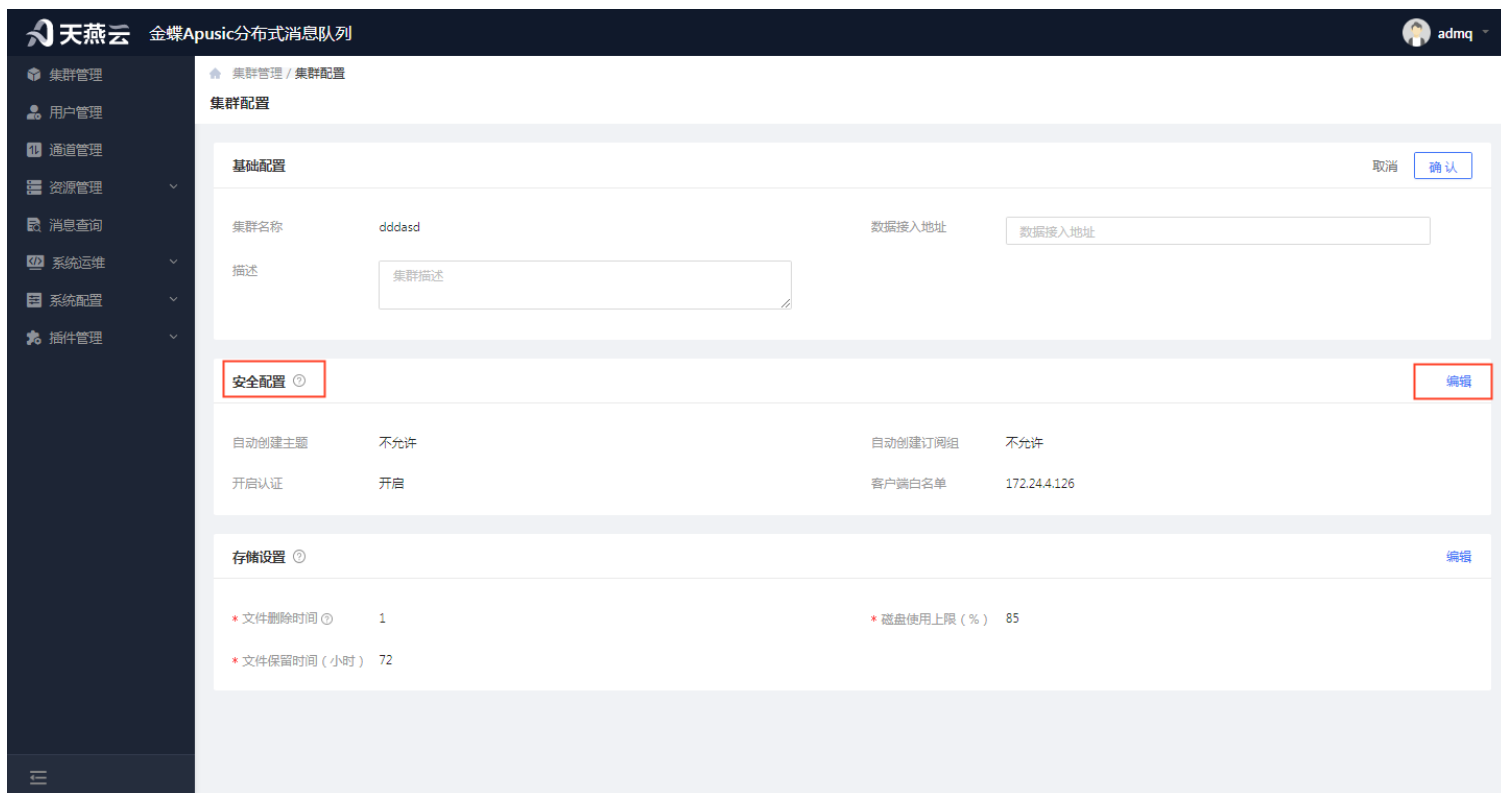 天燕云 金蝶Apusic分布式消息队列 admq
集群管理
用户管理
通道管理
资源管理
消息查询
系统运维
系统配置
插件管理
集群管理 / 集群配置
集群配置
基础配置 取消 确认
集群名称 dddasd 数据接入地址 数据接入地址
描述 集群描述
安全配置 编辑
自动创建主题 不允许 自动创建订阅组 不允许
开启认证 开启 客户端白名单 172.24.4.126
存储设置 编辑
* 文件删除时间 1 * 磁盘使用上限（%） 85
* 文件保留时间（小时） 72